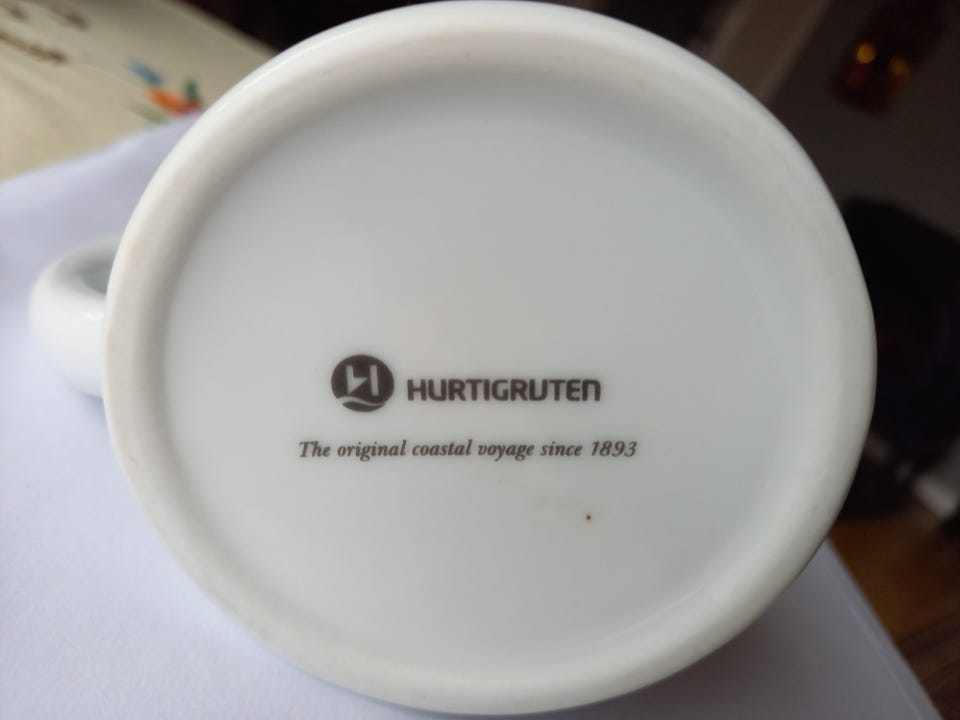 HURTIGRUTEN
The original coastal voyage since 1893